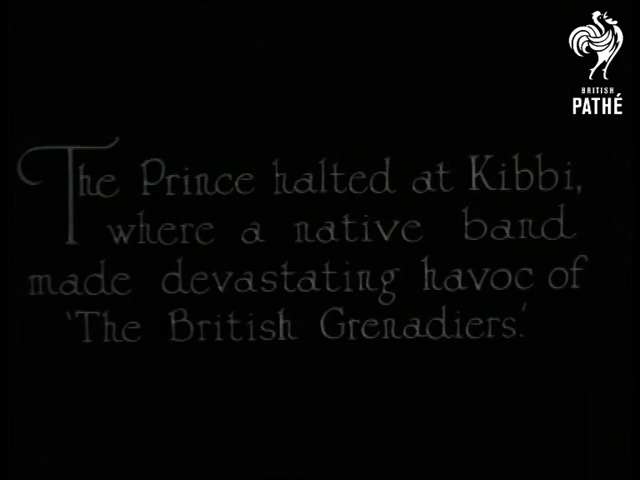 BRITISH
PATHÉ
The Prince halted at Kibbi,
where a native band
made devastating havoc of
'The British Grenadiers.'